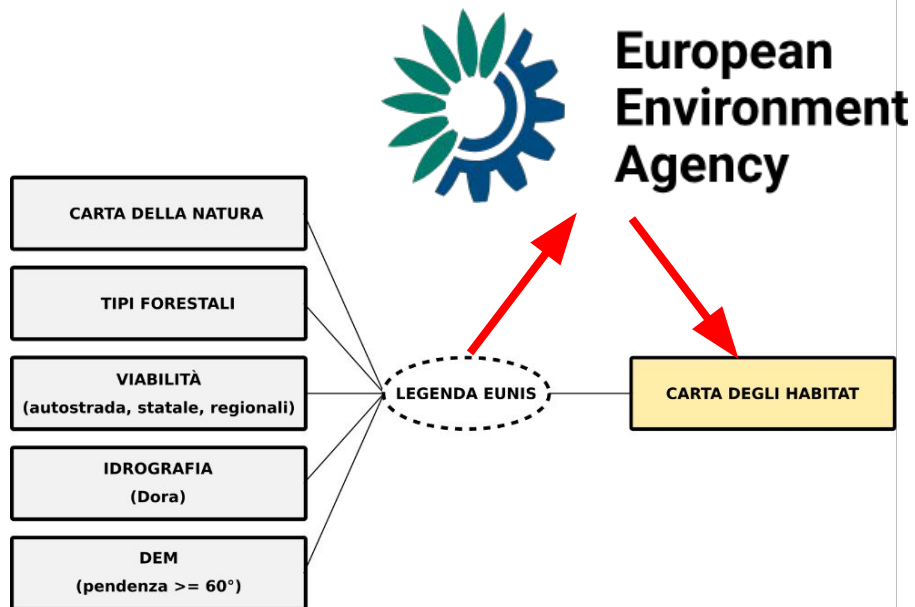 European
Environment
Agency
CARTA DELLA NATURA
TIPI FORESTALI
VIABILITÀ
(autostrada, statale, regionali)
IDROGRAFIA
(Dora)
DEM
(pendenza >= 60°)
LEGENDA EUNIS
CARTA DEGLI HABITAT